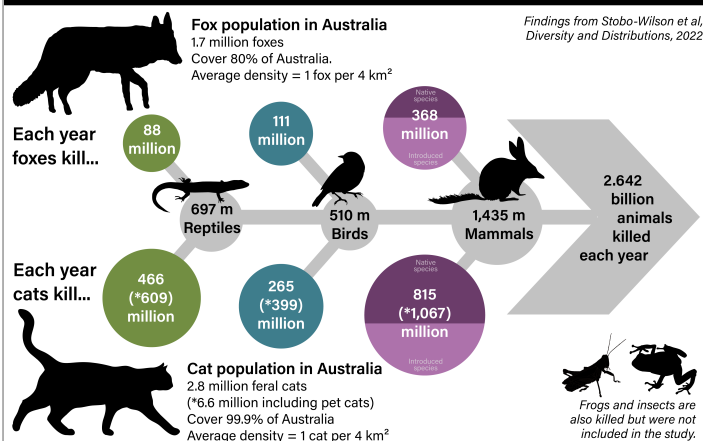 Fox population in Australia
1.7 million foxes
Cover 80% of Australia.
Average density = 1 fox per 4 km²
Findings from Stobo-Wilson et al,
Diversity and Distributions, 2022
Each year
foxes kill...
88
million
111
million
Native
species
368
million
Introduced
species
697 m
Reptiles
510 m
Birds
1,435 m
Mammals
2.642
billion
animals
killed
each year
Each year
cats kill...
466
(*609)
million
265
(*399)
million
Native
species
815
(*1,067)
million
Introduced
species
Cat population in Australia
2.8 million feral cats
(*6.6 million including pet cats)
Cover 99.9% of Australia
Average density = 1 cat per 4 km²
Frogs and insects are
also killed but were not
included in the study.